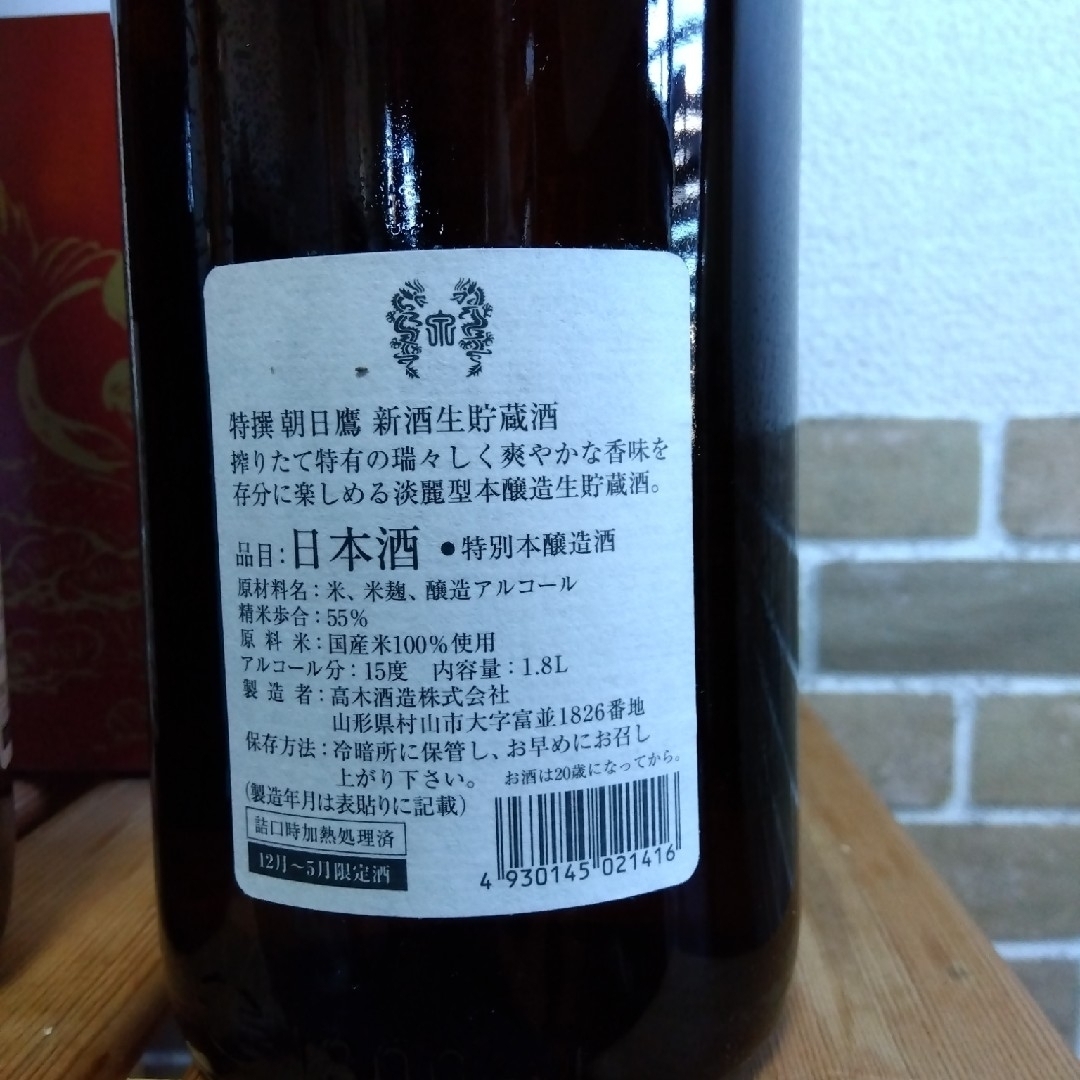 特撰 朝日鷹 新酒生貯蔵酒
搾りたて特有の瑞々しく爽やかな香味を
存分に楽しめる淡麗型本醸造生貯蔵酒。
品目：日本酒 ●特別本醸造酒
原材料名：米、米麹、醸造アルコール
精米歩合：55％
原料米：国産米100％使用
アルコール分：15度 内容量：1.8L
製造者：高木酒造株式会社
山形県村山市大字富並1826番地
保存方法：冷暗所に保管し、お早めにお召し
上がり下さい。 お酒は20歳になってから。
（製造年月は表貼りに記載）
詰口時加熱処理済
12月〜5月限定酒
4 930145 021416